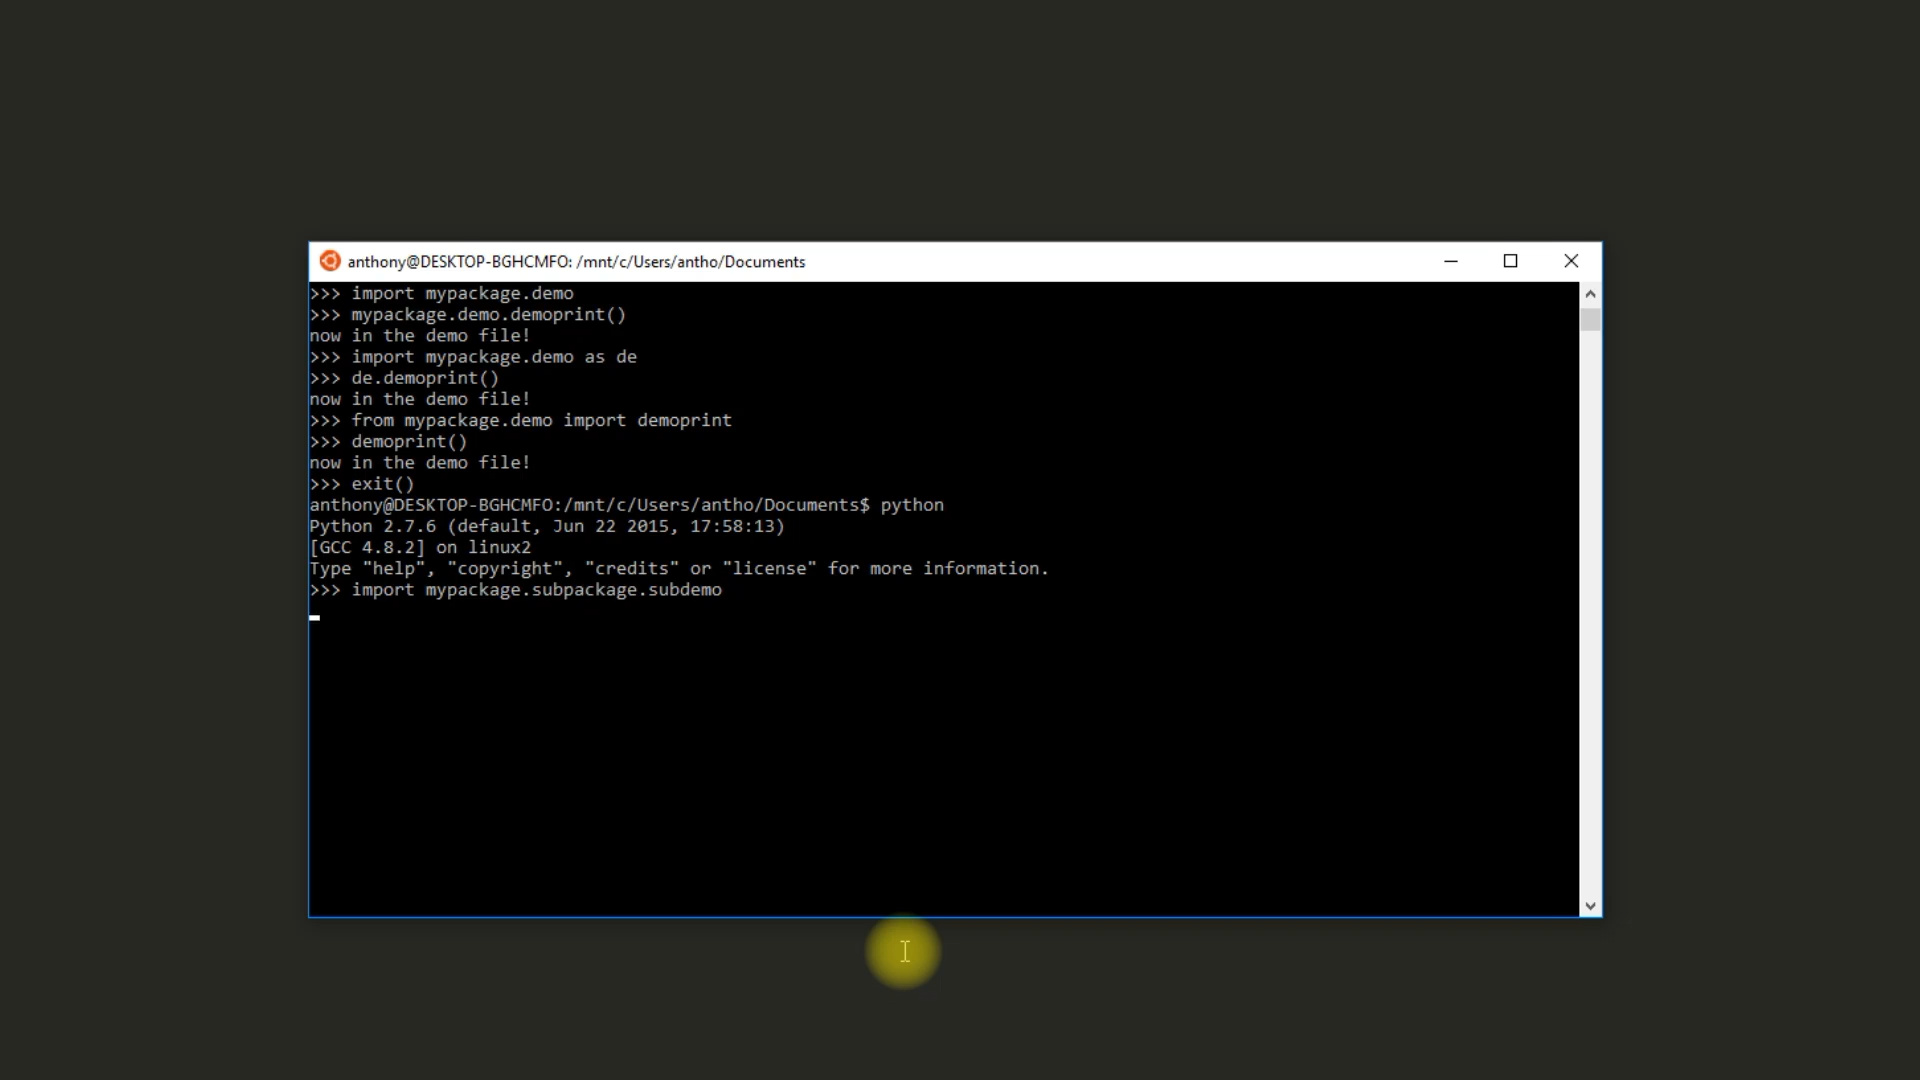 anthony@DESKTOP-BGHCMFO: /mnt/c/Users/antho/Documents
>>> import mypackage.demo
>>> mypackage.demo.demoprint()
now in the demo file!
>>> import mypackage.demo as de
>>> de.demoprint()
now in the demo file!
>>> from mypackage.demo import demoprint
>>> demoprint()
now in the demo file!
>>> exit()
anthony@DESKTOP-BGHCMFO:/mnt/c/Users/antho/Documents$ python
Python 2.7.6 (default, Jun 22 2015, 17:58:13)
[GCC 4.8.2] on linux2
Type "help", "copyright", "credits" or "license" for more information.
>>> import mypackage.subpackage.subdemo